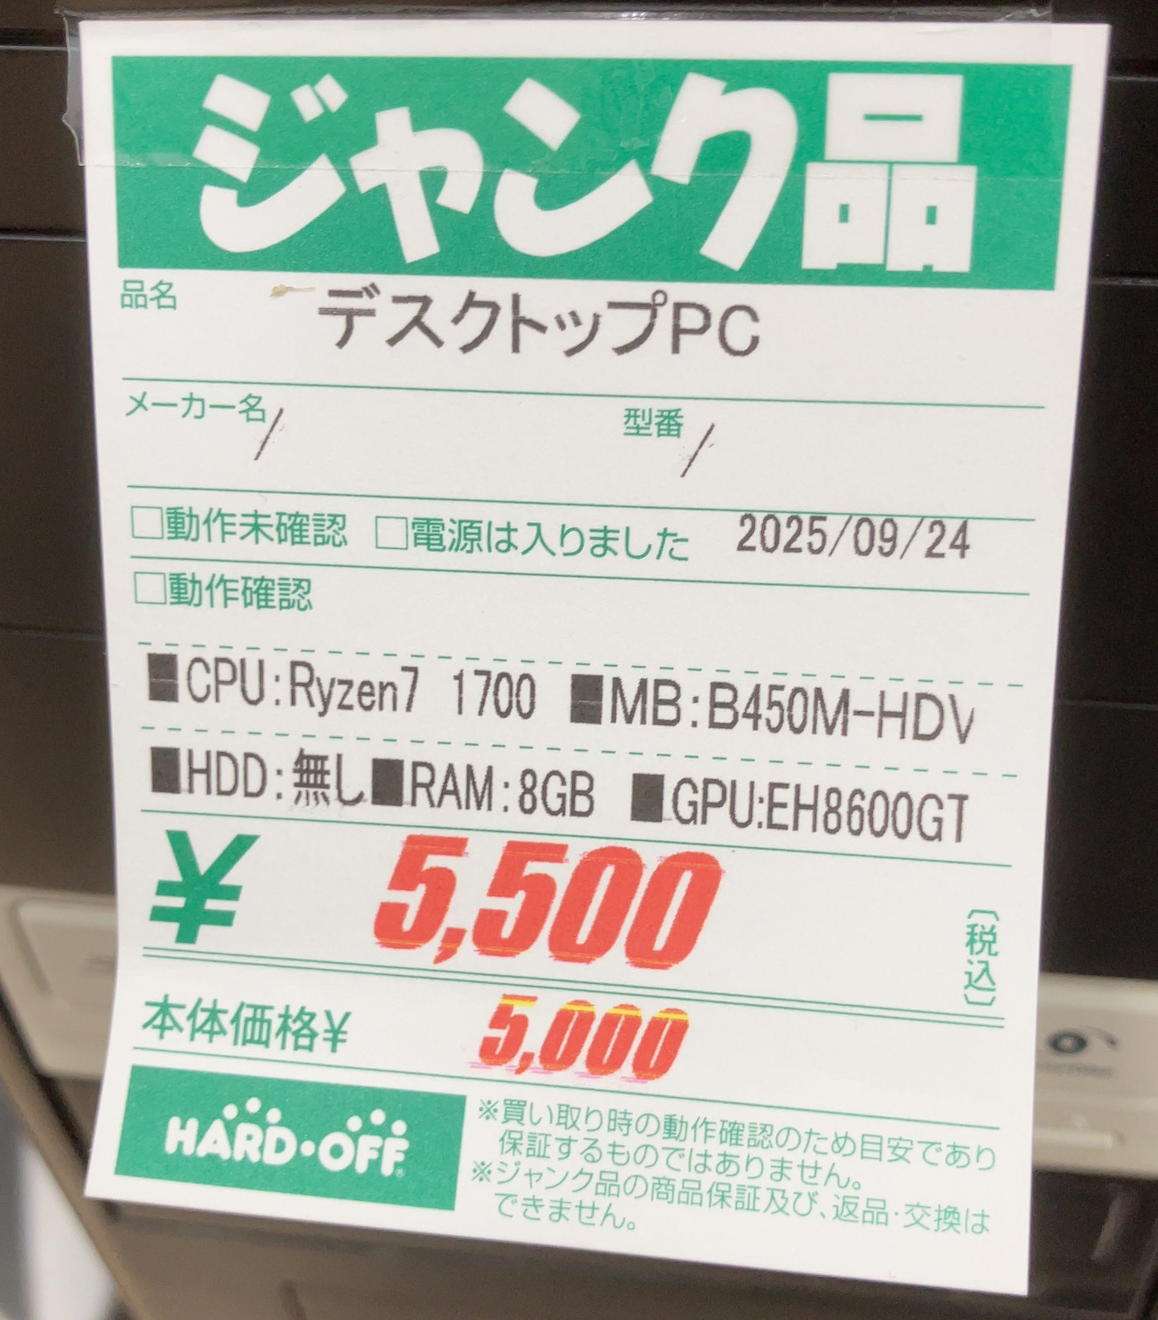 ジャンク品
品名 デスクトップPC
メーカー名 / 型番 /
□動作未確認 □電源は入りました 2025/09/24
□動作確認
■CPU:Ryzen7 1700 ■MB:B450M-HDV
■HDD:無し■RAM:8GB ■GPU:EH8600GT
¥ 5,500 (税込)
本体価格¥ 5,000
HARD・OFF
※買い取り時の動作確認のため目安であり
保証するものではありません。
※ジャンク品の商品保証及び、返品・交換は
できません。